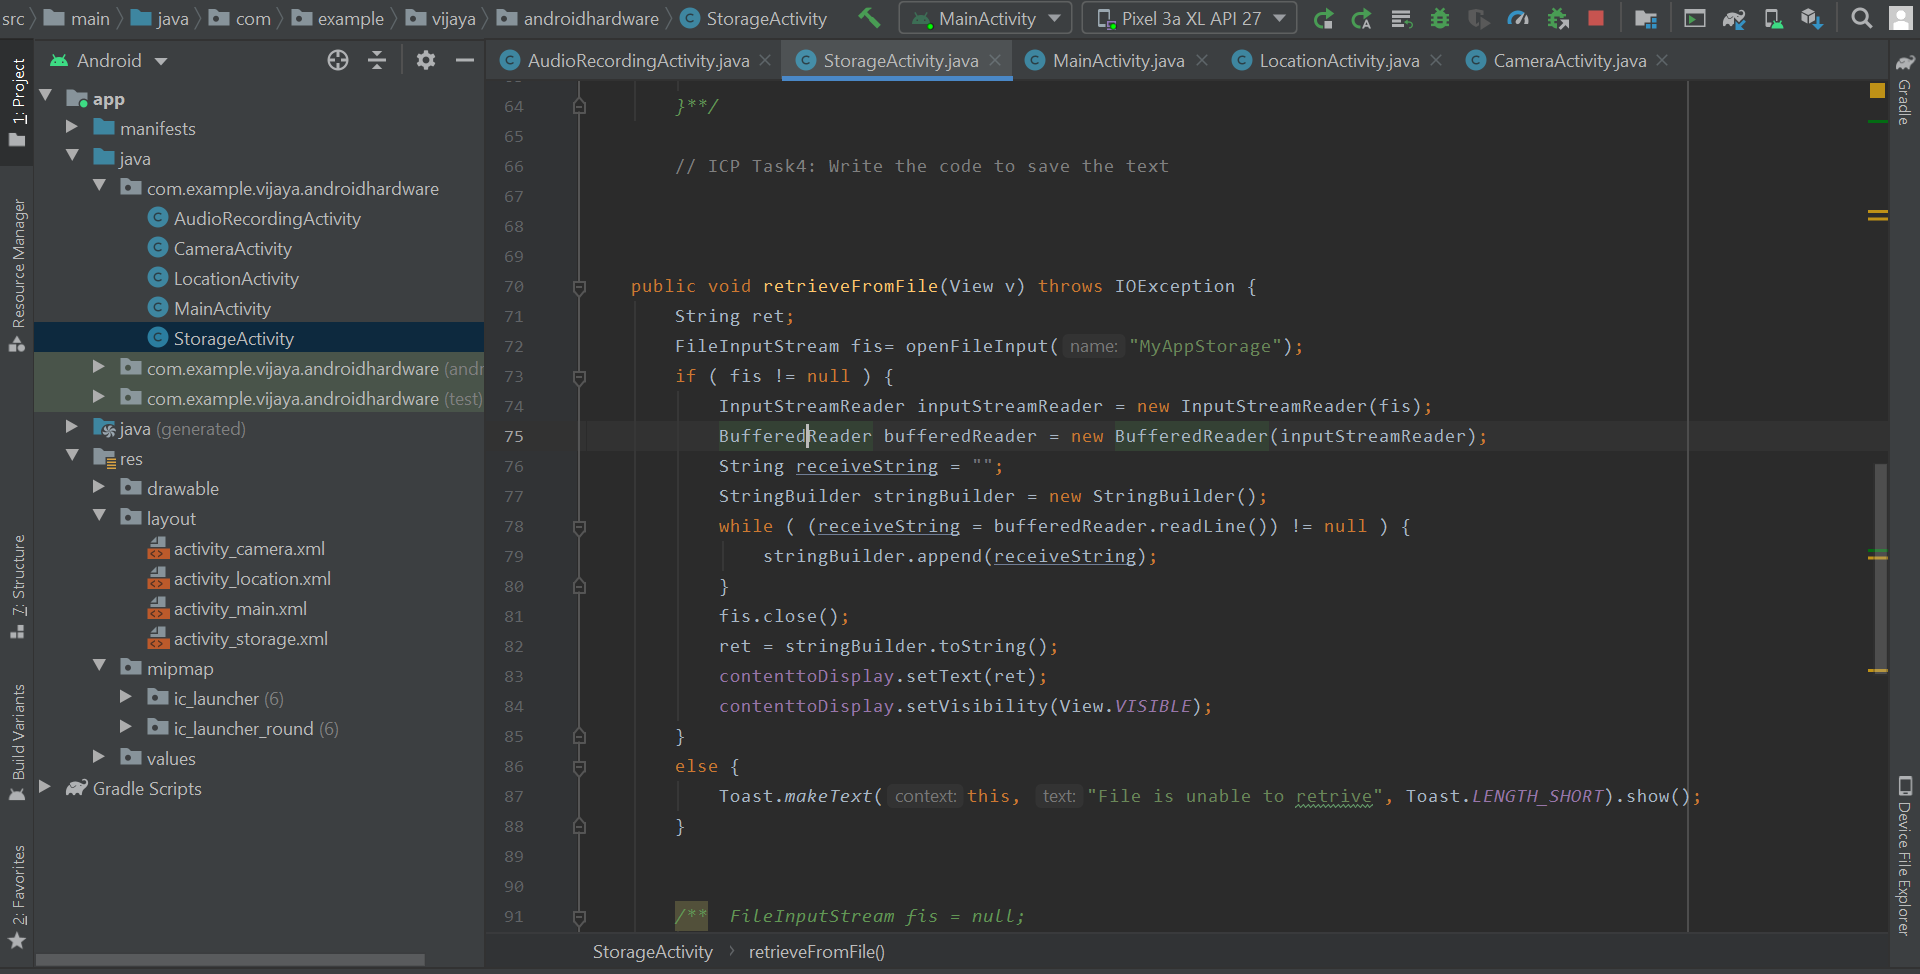 src main java com example vijaya androidhardware StorageActivity MainActivity Pixel 3a XL API 27
Android
AudioRecordingActivity.java StorageActivity.java MainActivity.java LocationActivity.java CameraActivity.java
1: Project
Resource Manager
7: Structure
Build Variants
2: Favorites
app
manifests
java
com.example.vijaya.androidhardware
AudioRecordingActivity
CameraActivity
LocationActivity
MainActivity
StorageActivity
com.example.vijaya.androidhardware (andr
com.example.vijaya.androidhardware (test)
java (generated)
res
drawable
layout
activity_camera.xml
activity_location.xml
activity_main.xml
activity_storage.xml
mipmap
ic_launcher (6)
ic_launcher_round (6)
values
Gradle Scripts
64 }**/
65
66 // ICP Task4: Write the code to save the text
67
68
69
70 public void retrieveFromFile(View v) throws IOException {
71 String ret;
72 FileInputStream fis= openFileInput( name: "MyAppStorage");
73 if ( fis != null ) {
74 InputStreamReader inputStreamReader = new InputStreamReader(fis);
75 BufferedReader bufferedReader = new BufferedReader(inputStreamReader);
76 String receiveString = "";
77 StringBuilder stringBuilder = new StringBuilder();
78 while ( (receiveString = bufferedReader.readLine()) != null ) {
79 stringBuilder.append(receiveString);
80 }
81 fis.close();
82 ret = stringBuilder.toString();
83 contenttoDisplay.setText(ret);
84 contenttoDisplay.setVisibility(View.VISIBLE);
85 }
86 else {
87 Toast.makeText( context: this, text: "File is unable to retrive", Toast.LENGTH_SHORT).show();
88 }
89
90
91 /** FileInputStream fis = null;
StorageActivity retrieveFromFile()
Gradle
Device File Explorer